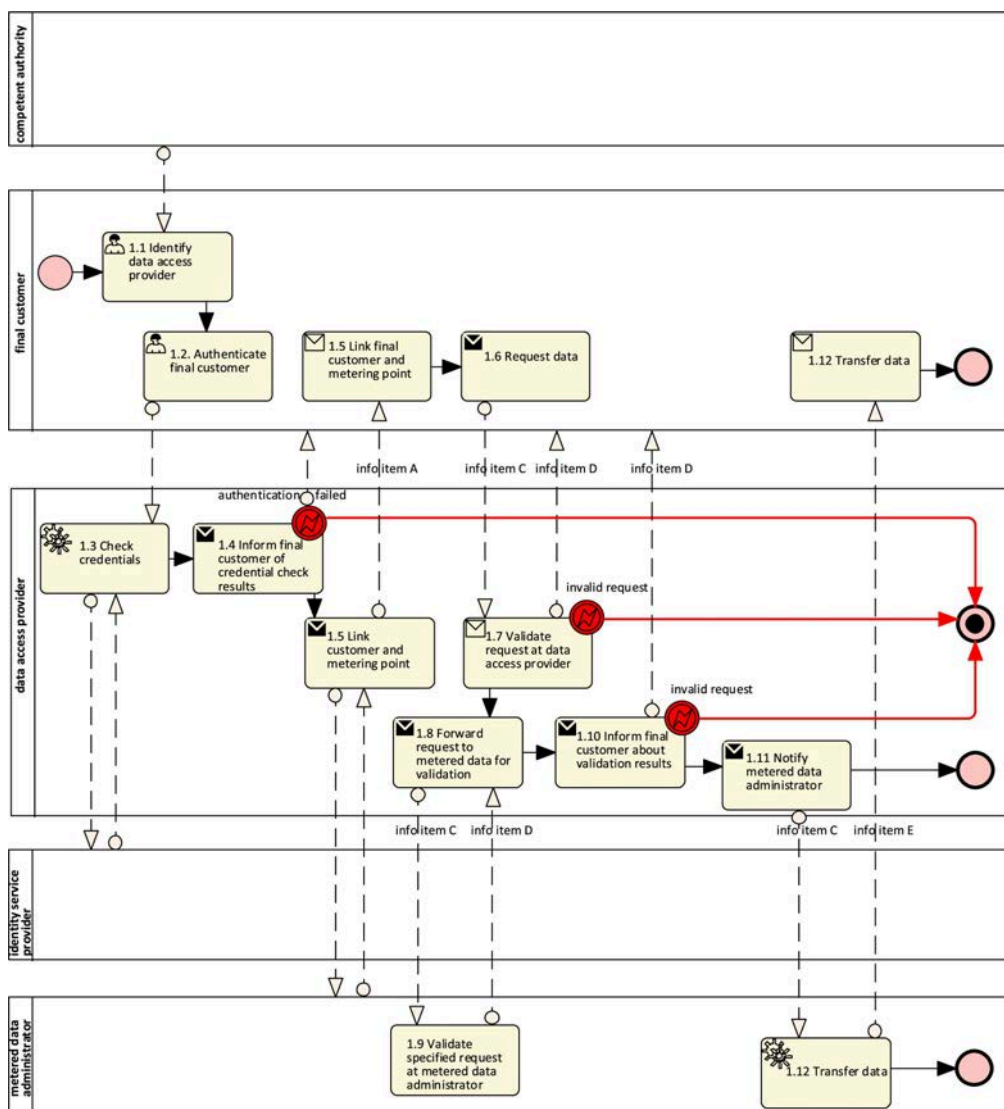 competent authority
final customer
1.1 Identify
data access
provider
1.2. Authenticate
final customer
1.5 Link final
customer and
metering point
1.6 Request data
1.12 Transfer data
info item A
info item C
info item D
info item D
data access provider
authentication failed
1.3 Check
credentials
1.4 Inform final
customer of
credential check
results
invalid request
1.5 Link
customer and
metering point
1.7 Validate
request at data
access provider
invalid request
1.8 Forward
request to
metered data for
validation
1.10 Inform final
customer about
validation results
1.11 Notify
metered data
administrator
info item C
info item D
info item C
info item E
identity service
provider
metered data
administrator
1.9 Validate
specified request
at metered data
administrator
1.12 Transfer data